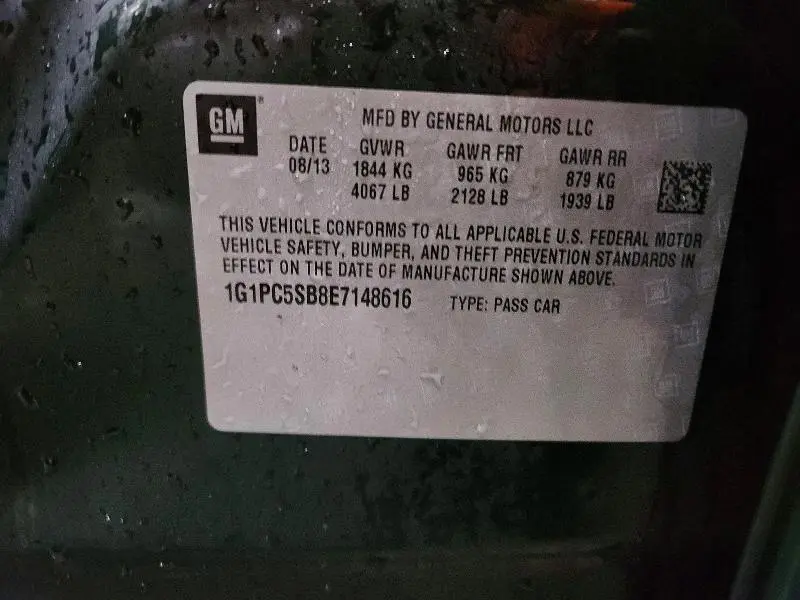 GM
MFD BY GENERAL MOTORS LLC
DATE GVWR GAWR FRT GAWR RR
08/13 1844 KG 965 KG 879 KG
4067 LB 2128 LB 1939 LB
THIS VEHICLE CONFORMS TO ALL APPLICABLE U.S. FEDERAL MOTOR
VEHICLE SAFETY, BUMPER, AND THEFT PREVENTION STANDARDS IN
EFFECT ON THE DATE OF MANUFACTURE SHOWN ABOVE.
1G1PC5SB8E7148616 TYPE: PASS CAR